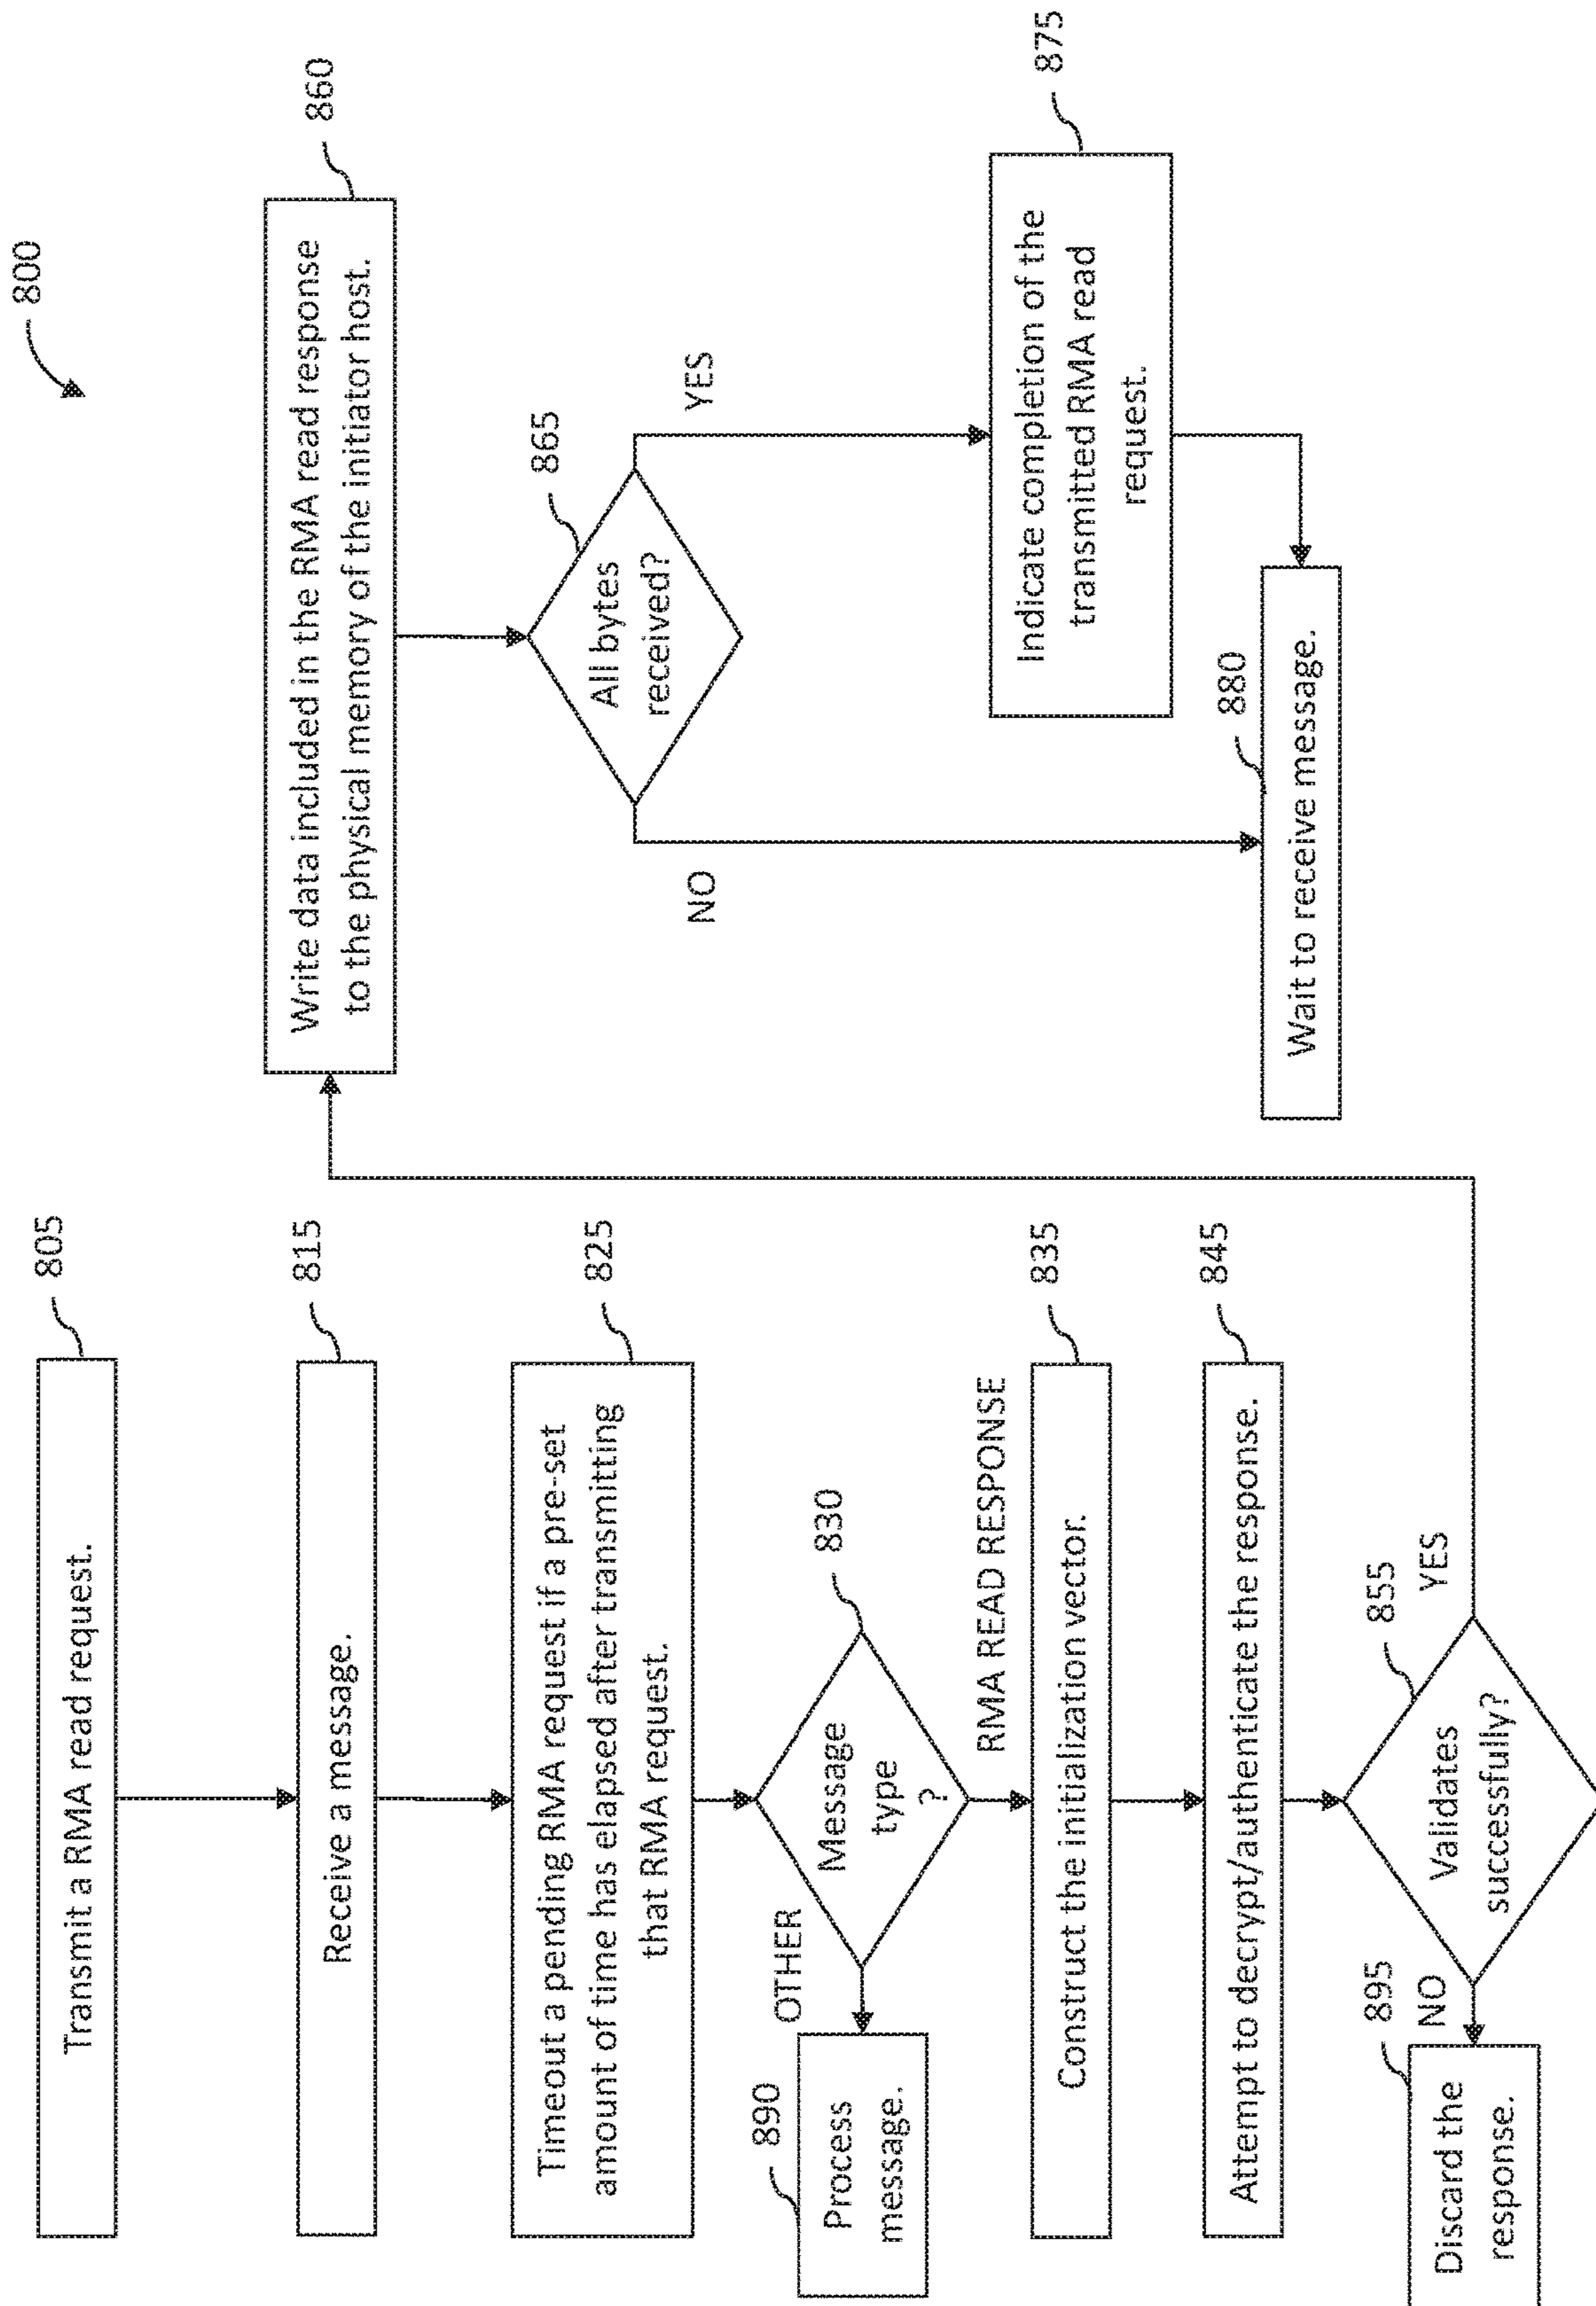 800
805
Transmit a RMA read request.
815
Receive a message.
825
Timeout a pending RMA request if a pre-set
amount of time has elapsed after transmitting
that RMA request.
830
Message
type
?
OTHER
890
Process
message.
RMA READ RESPONSE
835
Construct the initialization vector.
845
Attempt to decrypt/authenticate the response.
855
Validates
successfully?
YES
NO
895
Discard the
response.
860
Write data included in the RMA read response
to the physical memory of the initiator host.
865
All bytes
received?
YES
NO
875
Indicate completion of the
transmitted RMA read
request.
880
Wait to receive message.